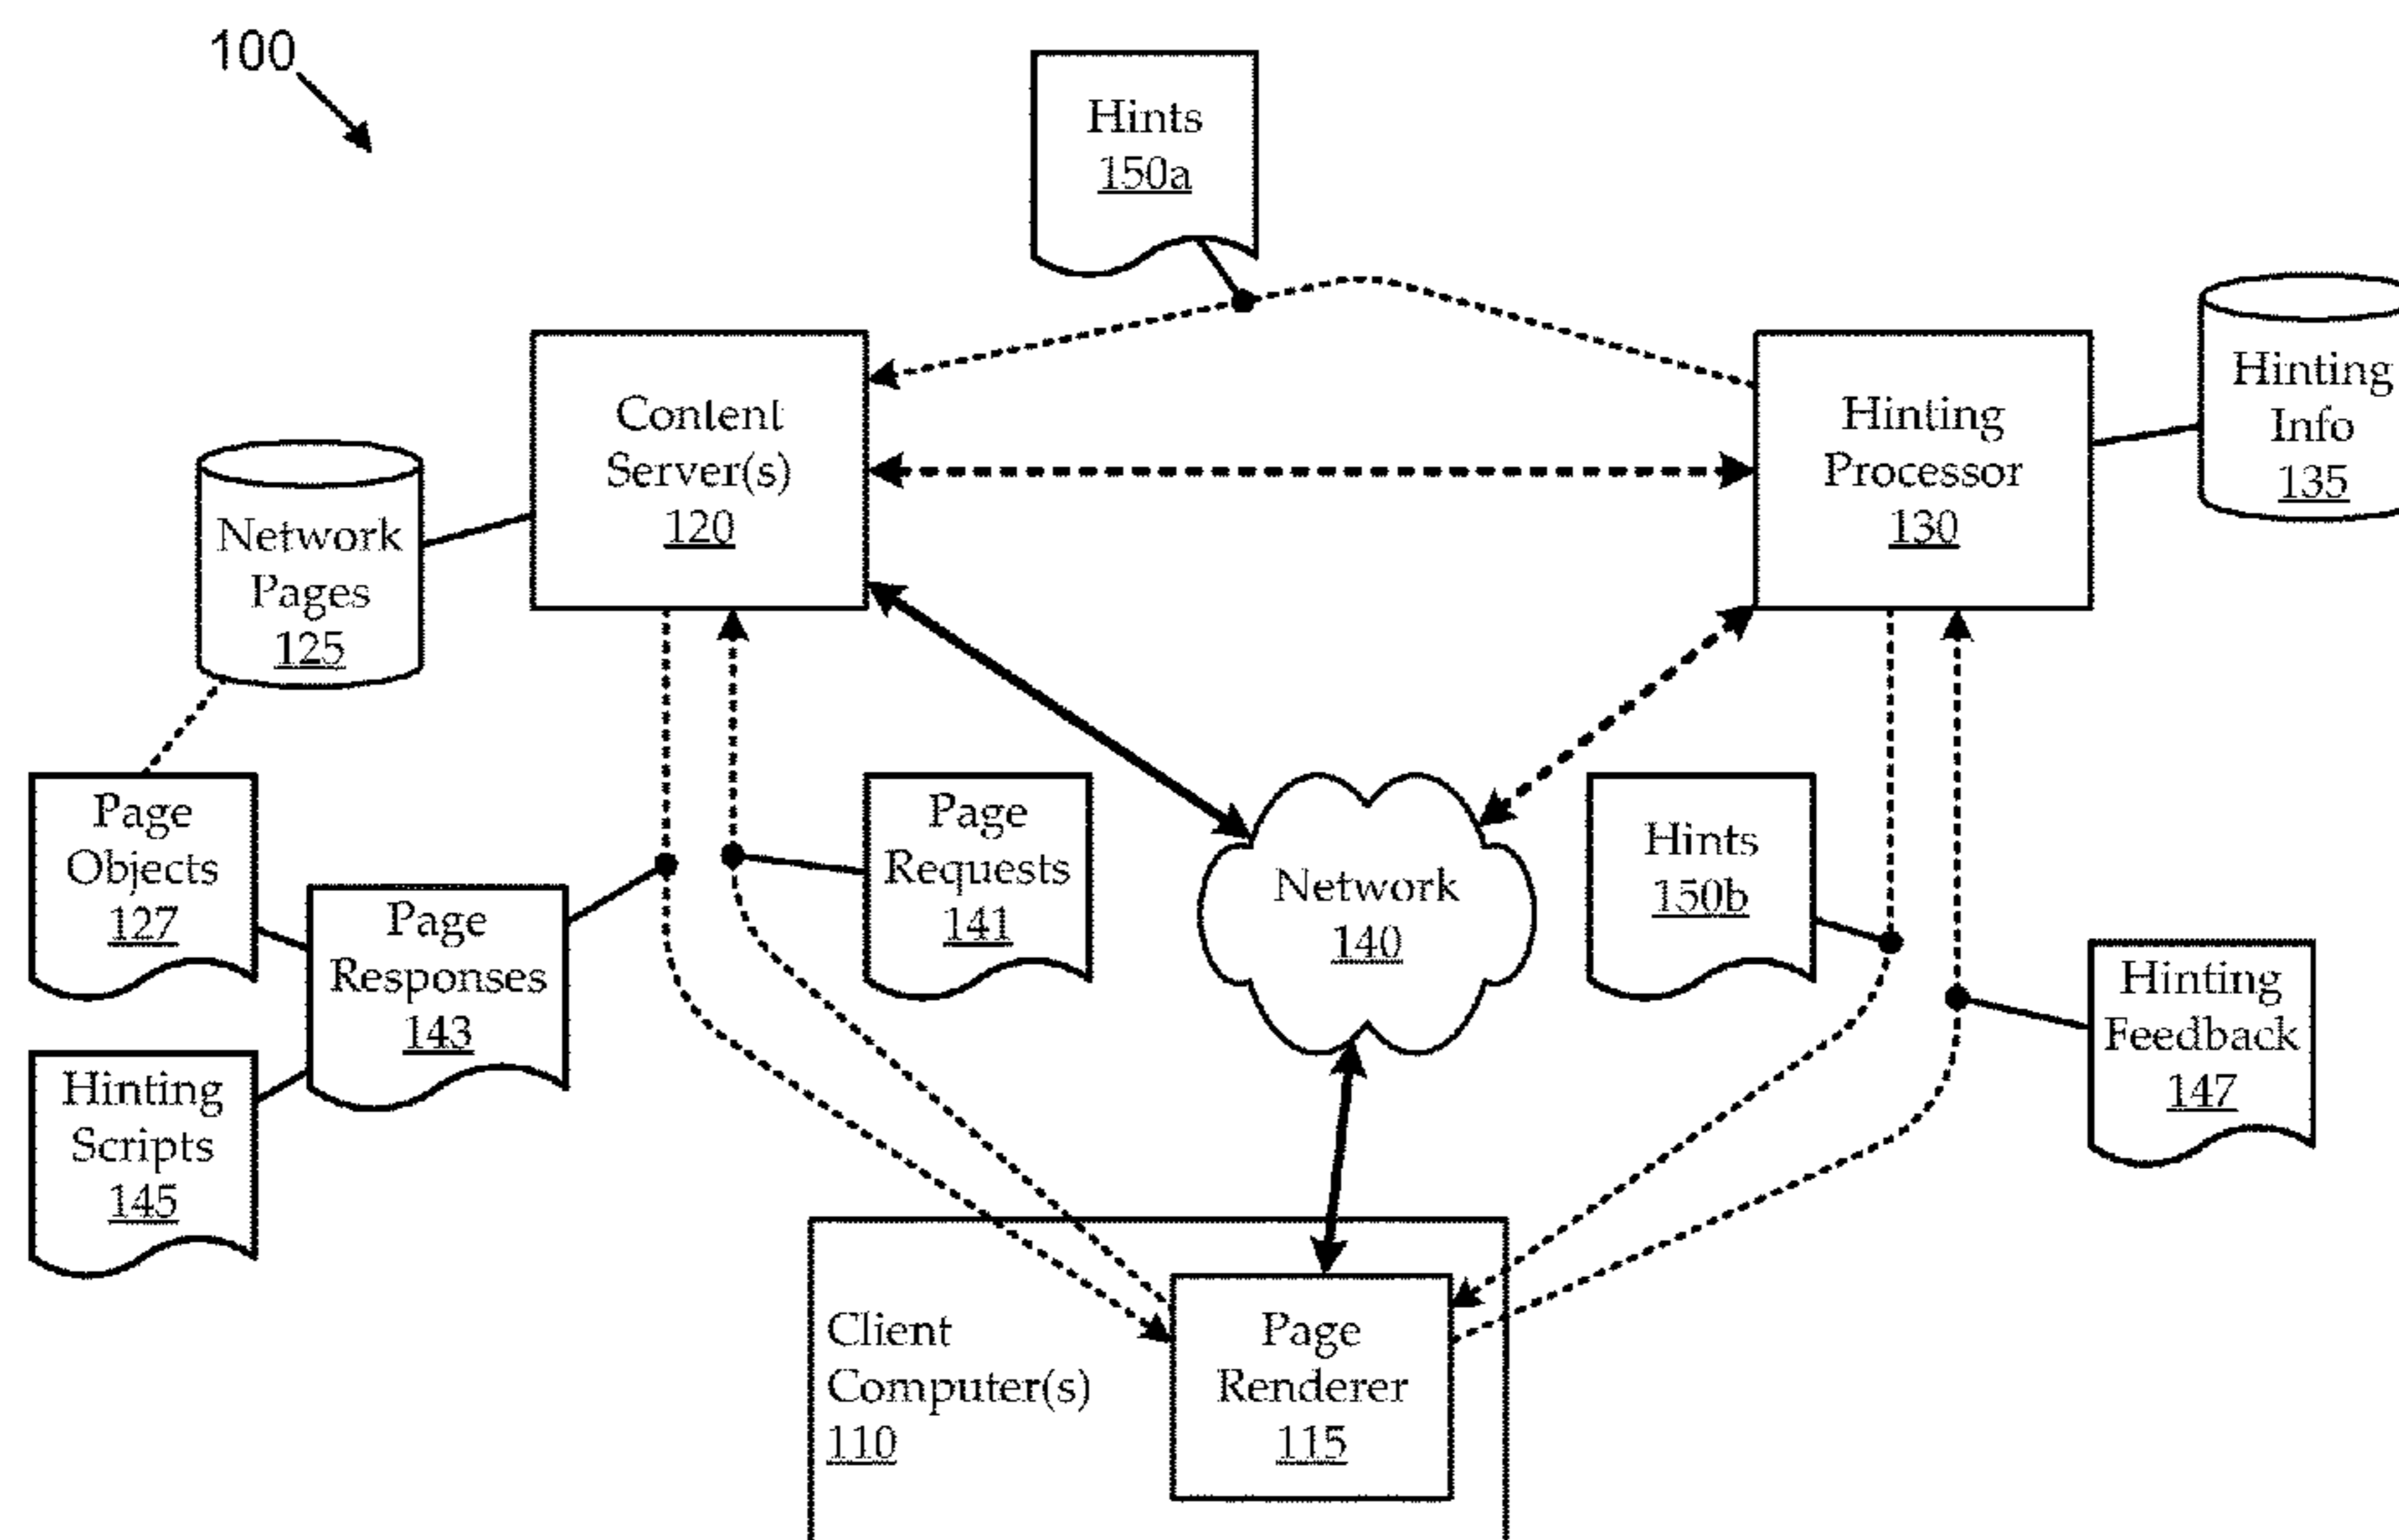 100
Hints
150a
Content
Server(s)
120
Hinting
Processor
130
Hinting
Info
135
Network
Pages
125
Page
Objects
127
Page
Responses
143
Hinting
Scripts
145
Page
Requests
141
Network
140
Hints
150b
Hinting
Feedback
147
Client
Computer(s)
110
Page
Renderer
115